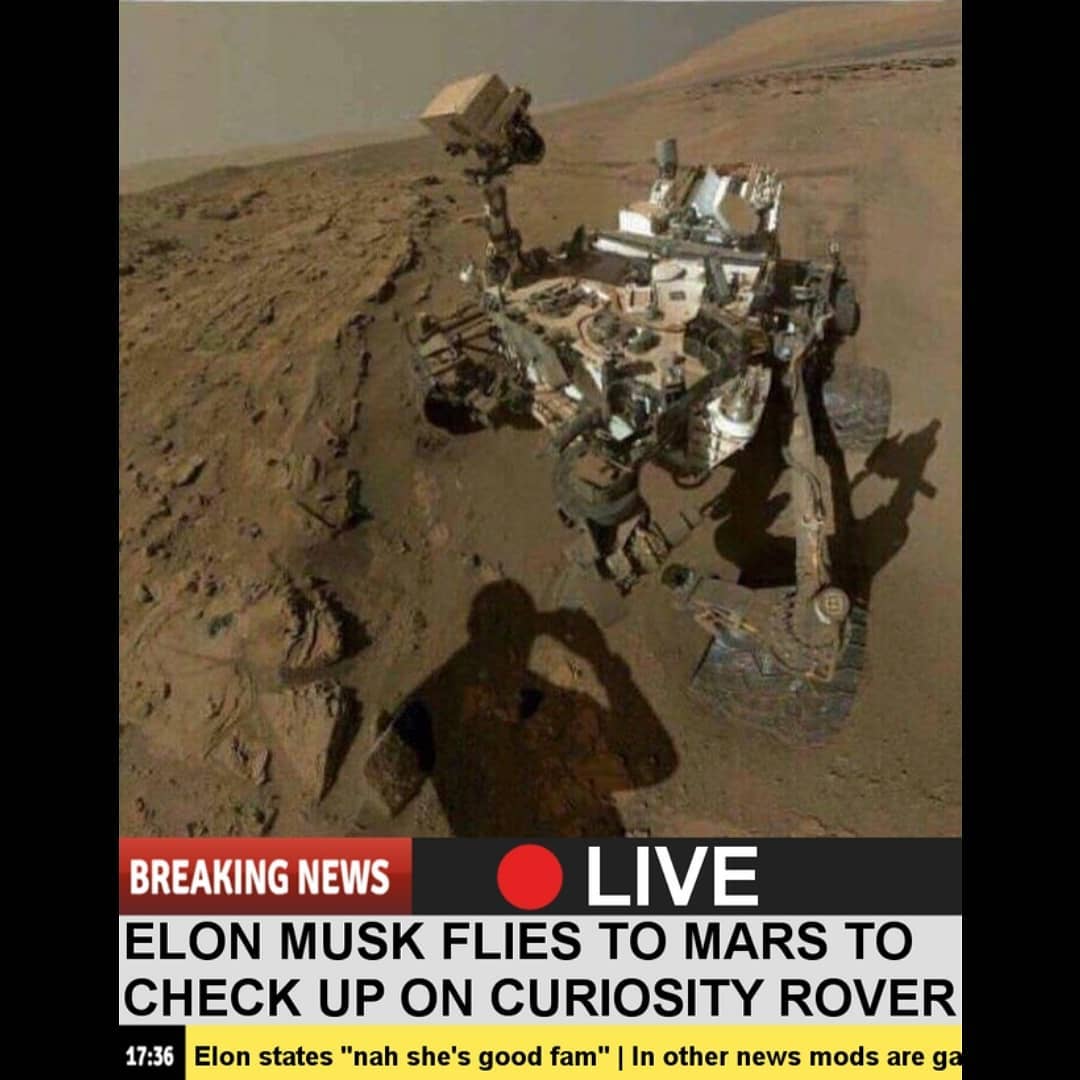 BREAKING NEWS
LIVE
ELON MUSK FLIES TO MARS TO
CHECK UP ON CURIOSITY ROVER
17:36
Elon states "nah she's good fam" | In other news mods are ga